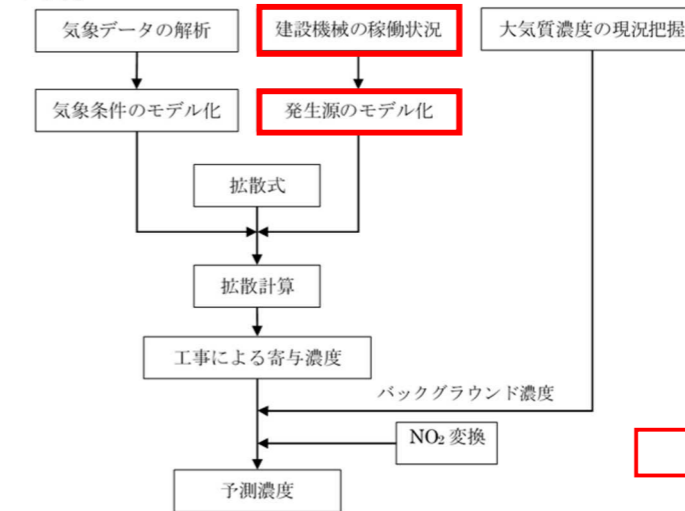 気象データの解析
建設機械の稼働状況
大気質濃度の現況把握
気象条件のモデル化
発生源のモデル化
拡散式
拡散計算
工事による寄与濃度
バックグラウンド濃度
NO₂変換
予測濃度